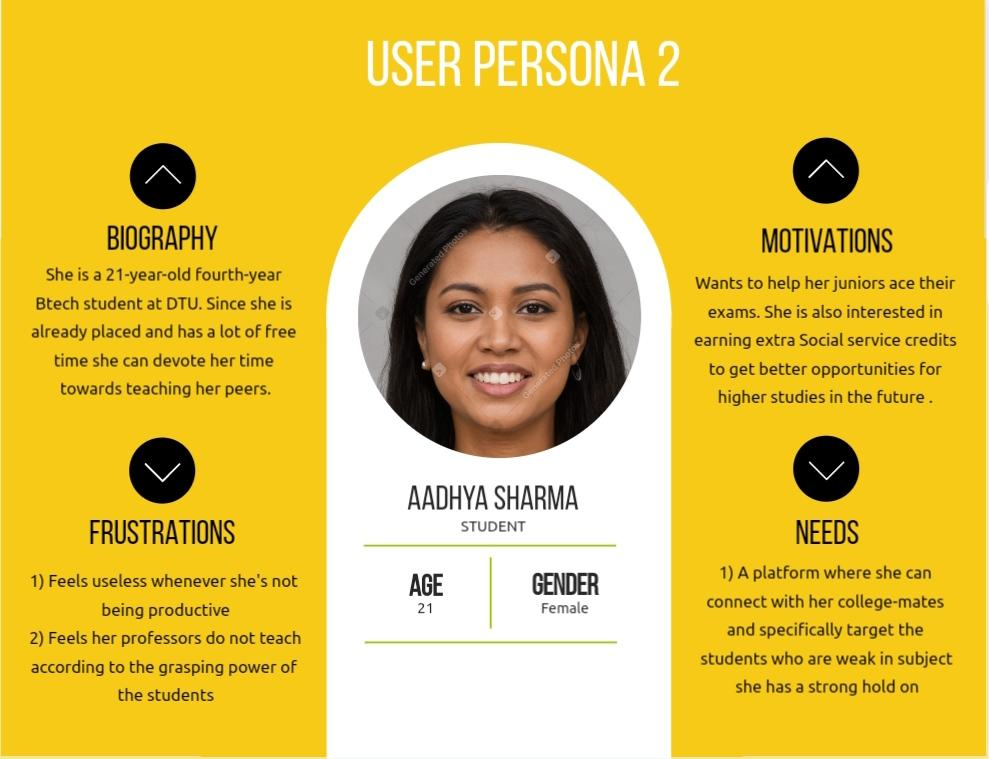 USER PERSONA 2
BIOGRAPHY
She is a 21-year-old fourth-year
Btech student at DTU. Since she is
already placed and has a lot of free
time she can devote her time
towards teaching her peers.
FRUSTRATIONS
1) Feels useless whenever she's not
being productive
2) Feels her professors do not teach
according to the grasping power of
the students
Generated Photos
Generated Photos
AADHYA SHARMA
STUDENT
AGE
21
GENDER
Female
MOTIVATIONS
Wants to help her juniors ace their
exams. She is also interested in
earning extra Social service credits
to get better opportunities for
higher studies in the future .
NEEDS
1) A platform where she can
connect with her college-mates
and specifically target the
students who are weak in subject
she has a strong hold on